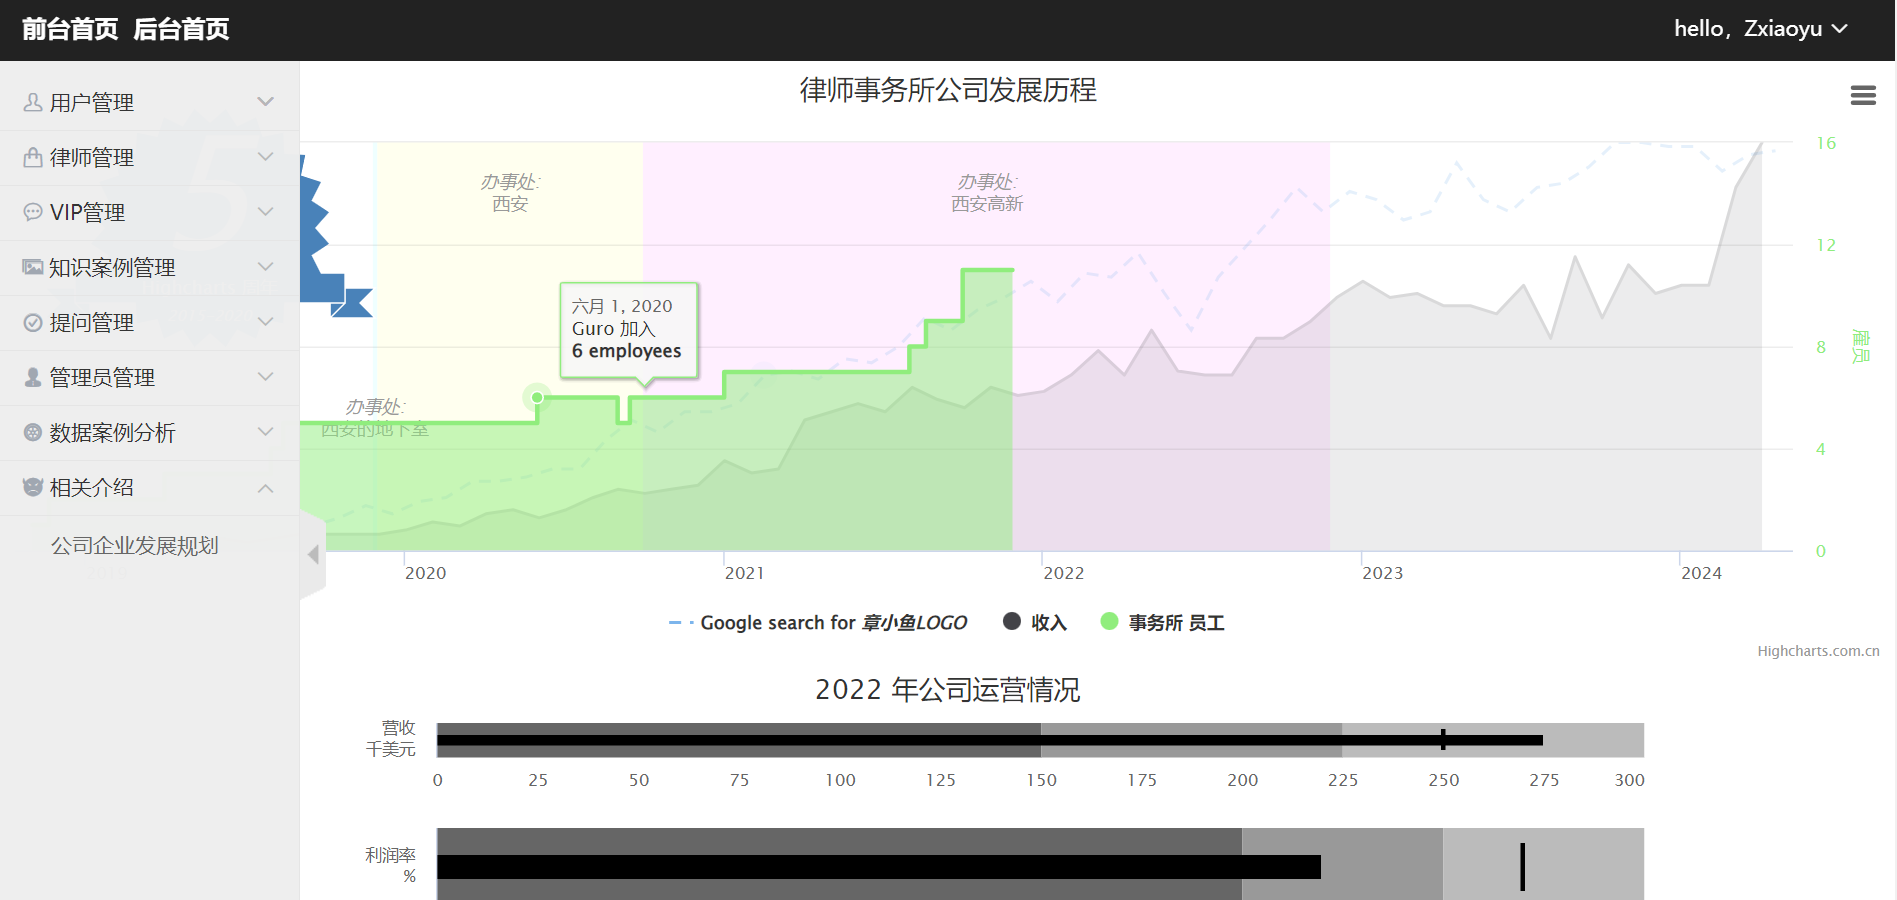 前台首页 后台首页
hello，Zxiaoyu
用户管理
律师管理
VIP管理
知识案例管理
提问管理
管理员管理
数据案例分析
相关介绍
公司企业发展规划
律师事务所公司发展历程
办事处:
西安
办事处:
西安高新
六月 1, 2020
Guro 加入
6 employees
办事处:
西安的地下室
16
12
8
4
0
雇员
2020 2021 2022 2023 2024
Google search for 章小鱼LOGO 收入 事务所 员工
Highcharts.com.cn
2022 年公司运营情况
营收
千美元
0 25 50 75 100 125 150 175 200 225 250 275 300
利润率
%